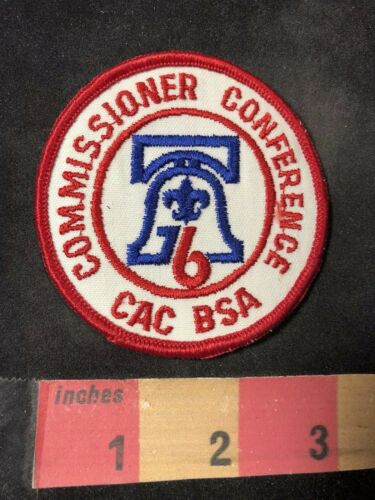 COMMISSIONER CONFERENCE
76
CAC BSA
inches
1 2 3